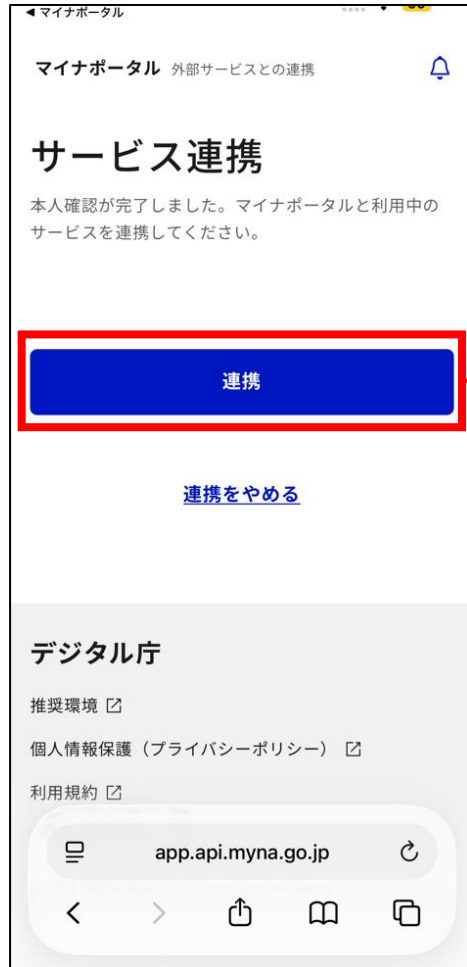 ◀ マイナポータル
マイナポータル 外部サービスとの連携
サービス連携
本人確認が完了しました。マイナポータルと利用中の
サービスを連携してください。
連携
連携をやめる
デジタル庁
推奨環境
個人情報保護（プライバシーポリシー）
利用規約
app.api.myna.go.jp